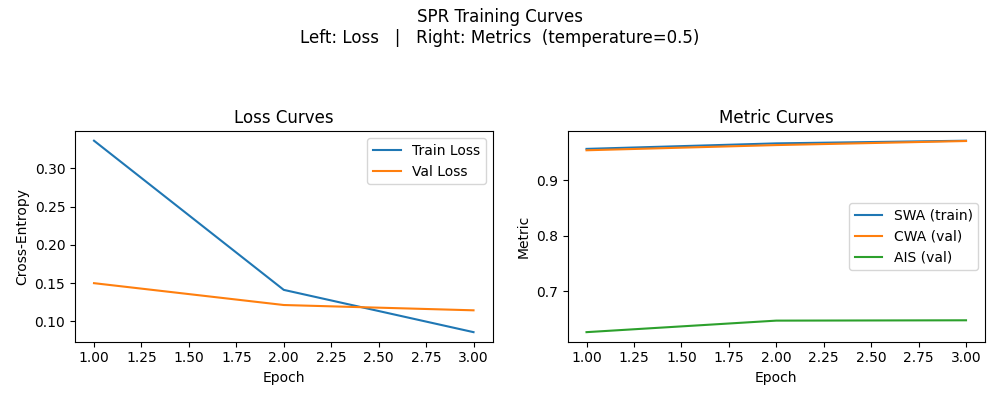 SPR Training Curves
Left: Loss   |   Right: Metrics  (temperature=0.5)
Loss Curves
Train Loss
Val Loss
0.30
0.25
0.20
0.15
0.10
Cross-Entropy
1.00 1.25 1.50 1.75 2.00 2.25 2.50 2.75 3.00
Epoch
Metric Curves
SWA (train)
CWA (val)
AIS (val)
0.9
0.8
0.7
Metric
1.00 1.25 1.50 1.75 2.00 2.25 2.50 2.75 3.00
Epoch